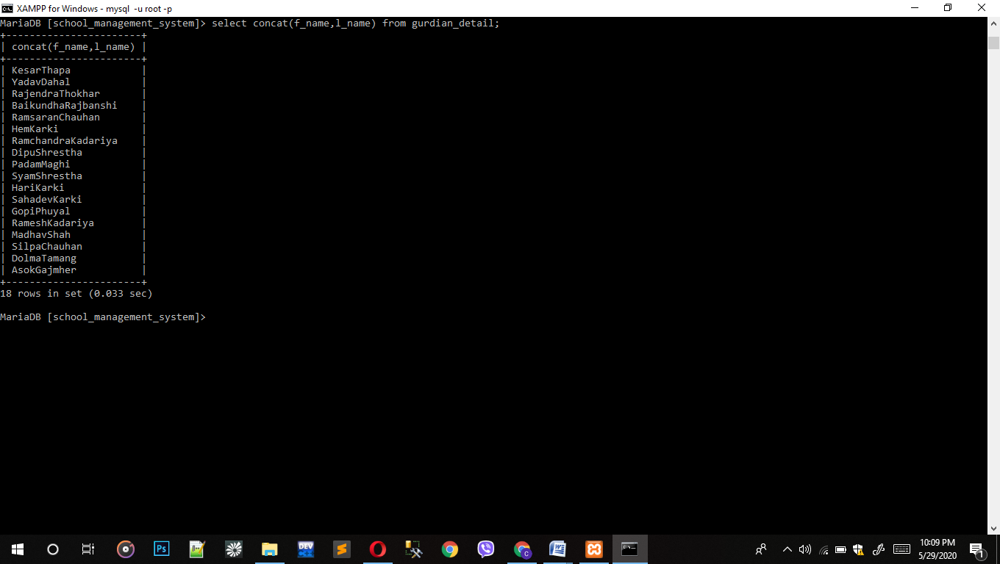 XAMPP for Windows - mysql  -u root -p
MariaDB [school_management_system]> select concat(f_name,l_name) from gurdian_detail;
+-----------------------+
| concat(f_name,l_name) |
+-----------------------+
| KesarThapa            |
| YadavDahal            |
| RajendraThokhar       |
| BaikundhaRajbanshi    |
| RamsaranChauhan       |
| HemKarki              |
| RamchandraKadariya    |
| DipuShrestha          |
| PadamMaghi            |
| SyamShrestha          |
| HariKarki             |
| SahadevKarki          |
| GopiPhuyal            |
| RameshKadariya        |
| MadhavShah            |
| SilpaChauhan          |
| DolmaTamang           |
| AsokGajmher           |
+-----------------------+
18 rows in set (0.033 sec)
MariaDB [school_management_system]>
Ps
DEV
C
W
10:09 PM
5/29/2020
1